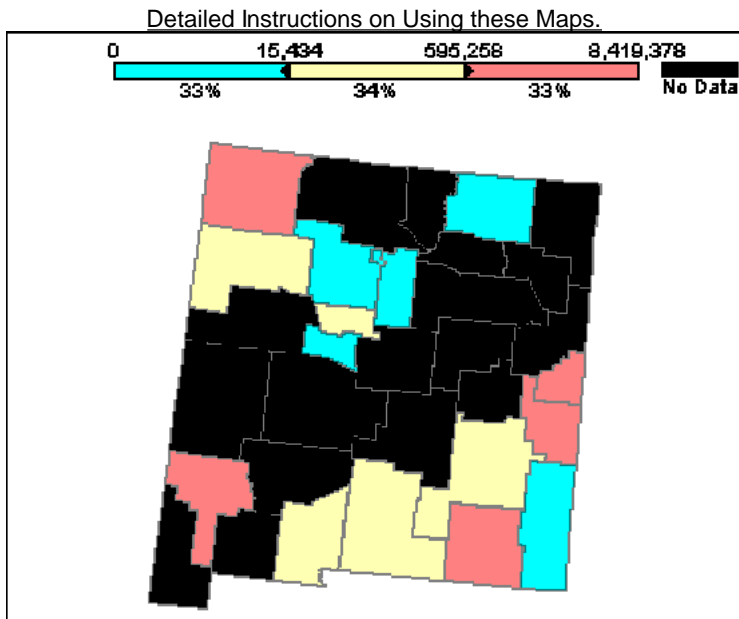 Detailed Instructions on Using these Maps.
0 15,434 595,258 8,419,378
33% 34% 33% No Data